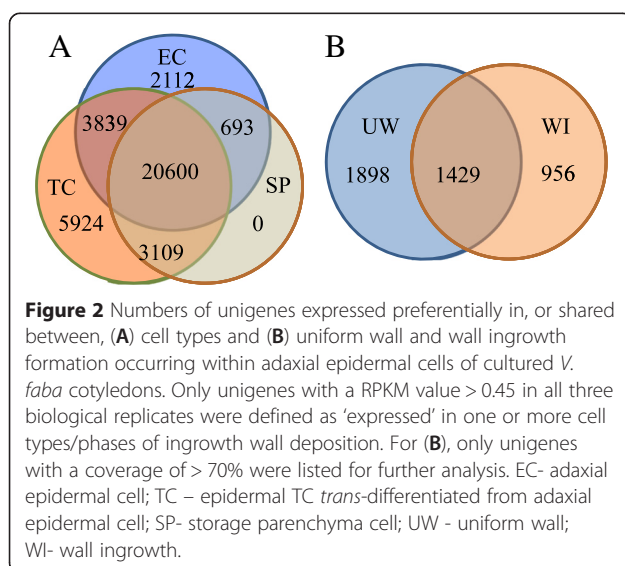 A
B
EC
2112
3839
693
UW
WI
20600
TC
SP
1898
1429
956
5924
0
3109
Figure 2 Numbers of unigenes expressed preferentially in, or shared
between, (A) cell types and (B) uniform wall and wall ingrowth
formation occurring within adaxial epidermal cells of cultured V.
faba cotyledons. Only unigenes with a RPKM value > 0.45 in all three
biological replicates were defined as ‘expressed’ in one or more cell
types/phases of ingrowth wall deposition. For (B), only unigenes
with a coverage of > 70% were listed for further analysis. EC- adaxial
epidermal cell; TC – epidermal TC trans-differentiated from adaxial
epidermal cell; SP- storage parenchyma cell; UW - uniform wall;
WI- wall ingrowth.